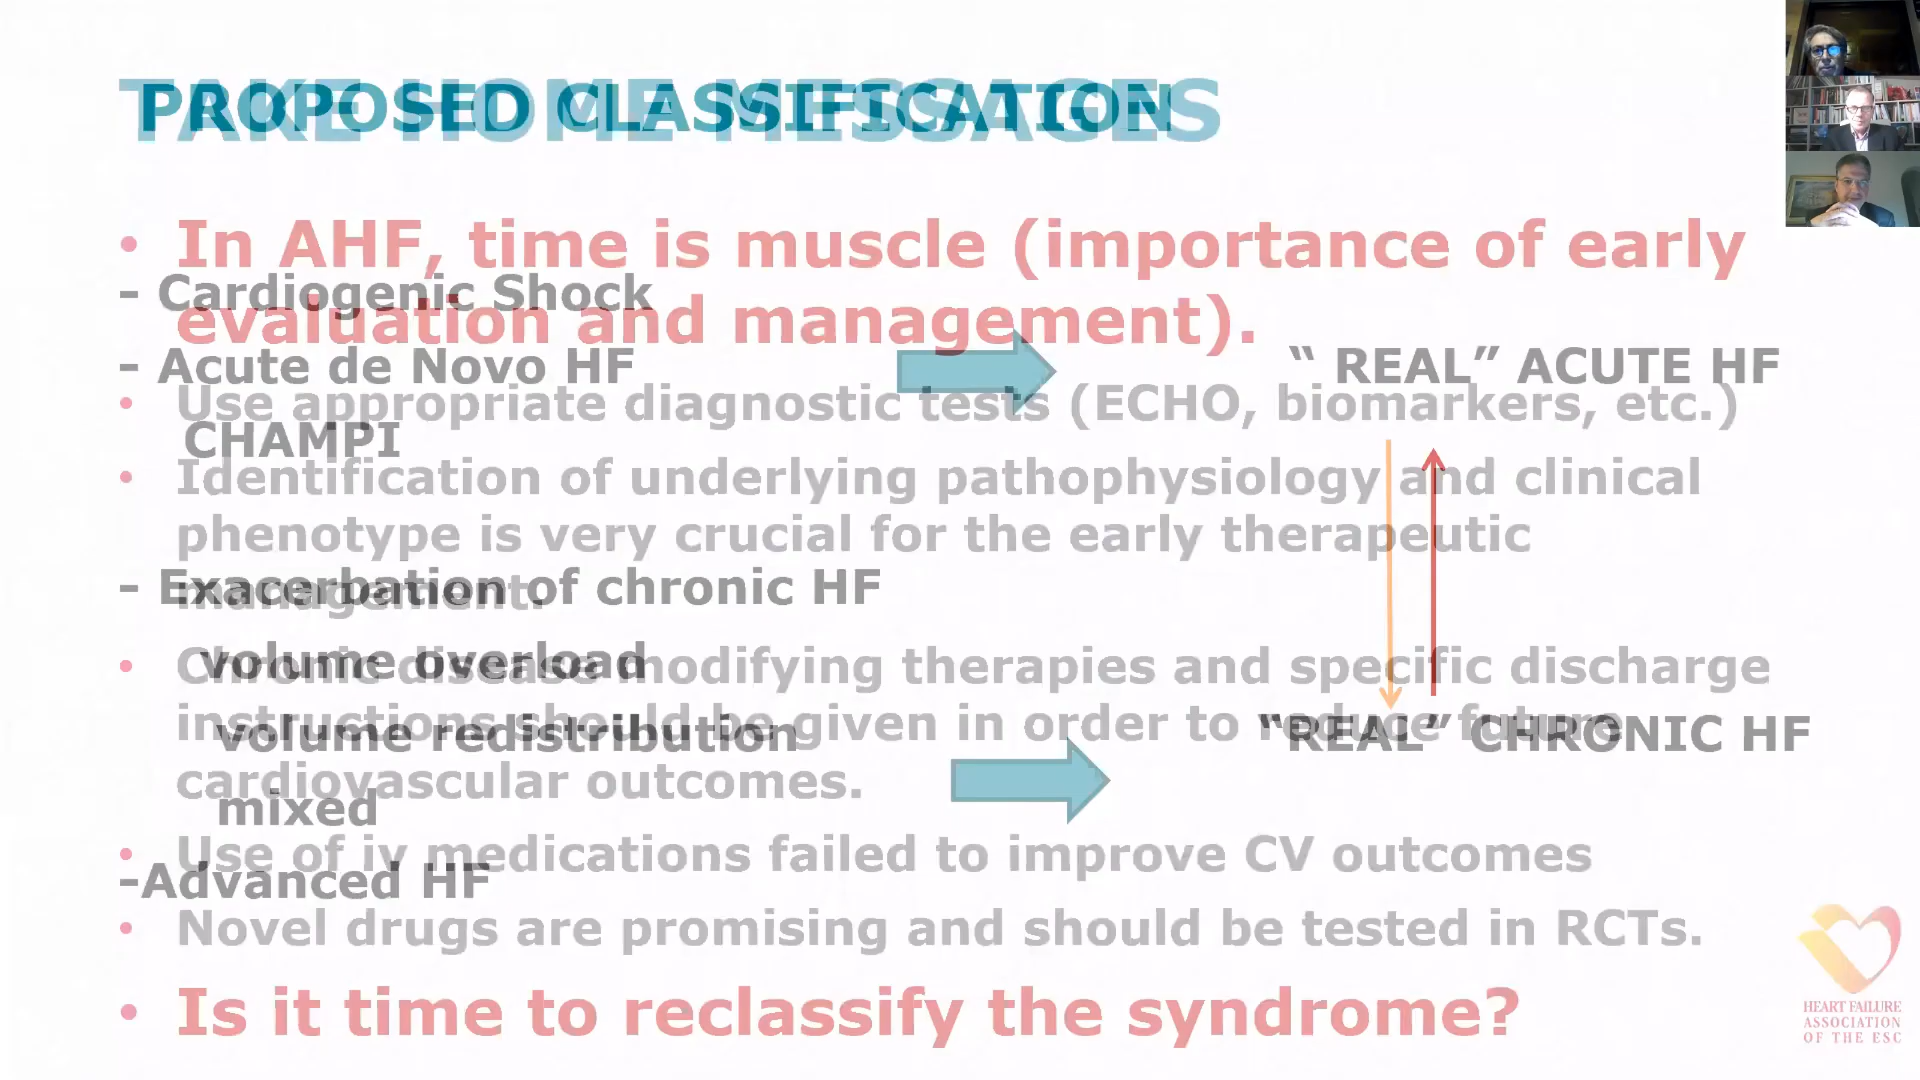 PROPOSED CLASSIFICATION
- Cardiogenic Shock
- Acute de Novo HF
“ REAL” ACUTE HF
CHAMPI
- Exacerbation of chronic HF
volume overload
volume redistribution
“REAL” CHRONIC HF
mixed
-Advanced HF
TAKE HOME MESSAGES
• In AHF, time is muscle (importance of early
evaluation and management).
• Use appropriate diagnostic tests (ECHO, biomarkers, etc.)
• Identification of underlying pathophysiology and clinical
phenotype is very crucial for the early therapeutic
management.
• Chronic disease modifying therapies and specific discharge
instructions should be given in order to reduce future
cardiovascular outcomes.
• Use of iv medications failed to improve CV outcomes
• Novel drugs are promising and should be tested in RCTs.
• Is it time to reclassify the syndrome?
HEART FAILURE
ASSOCIATION
OF THE ESC